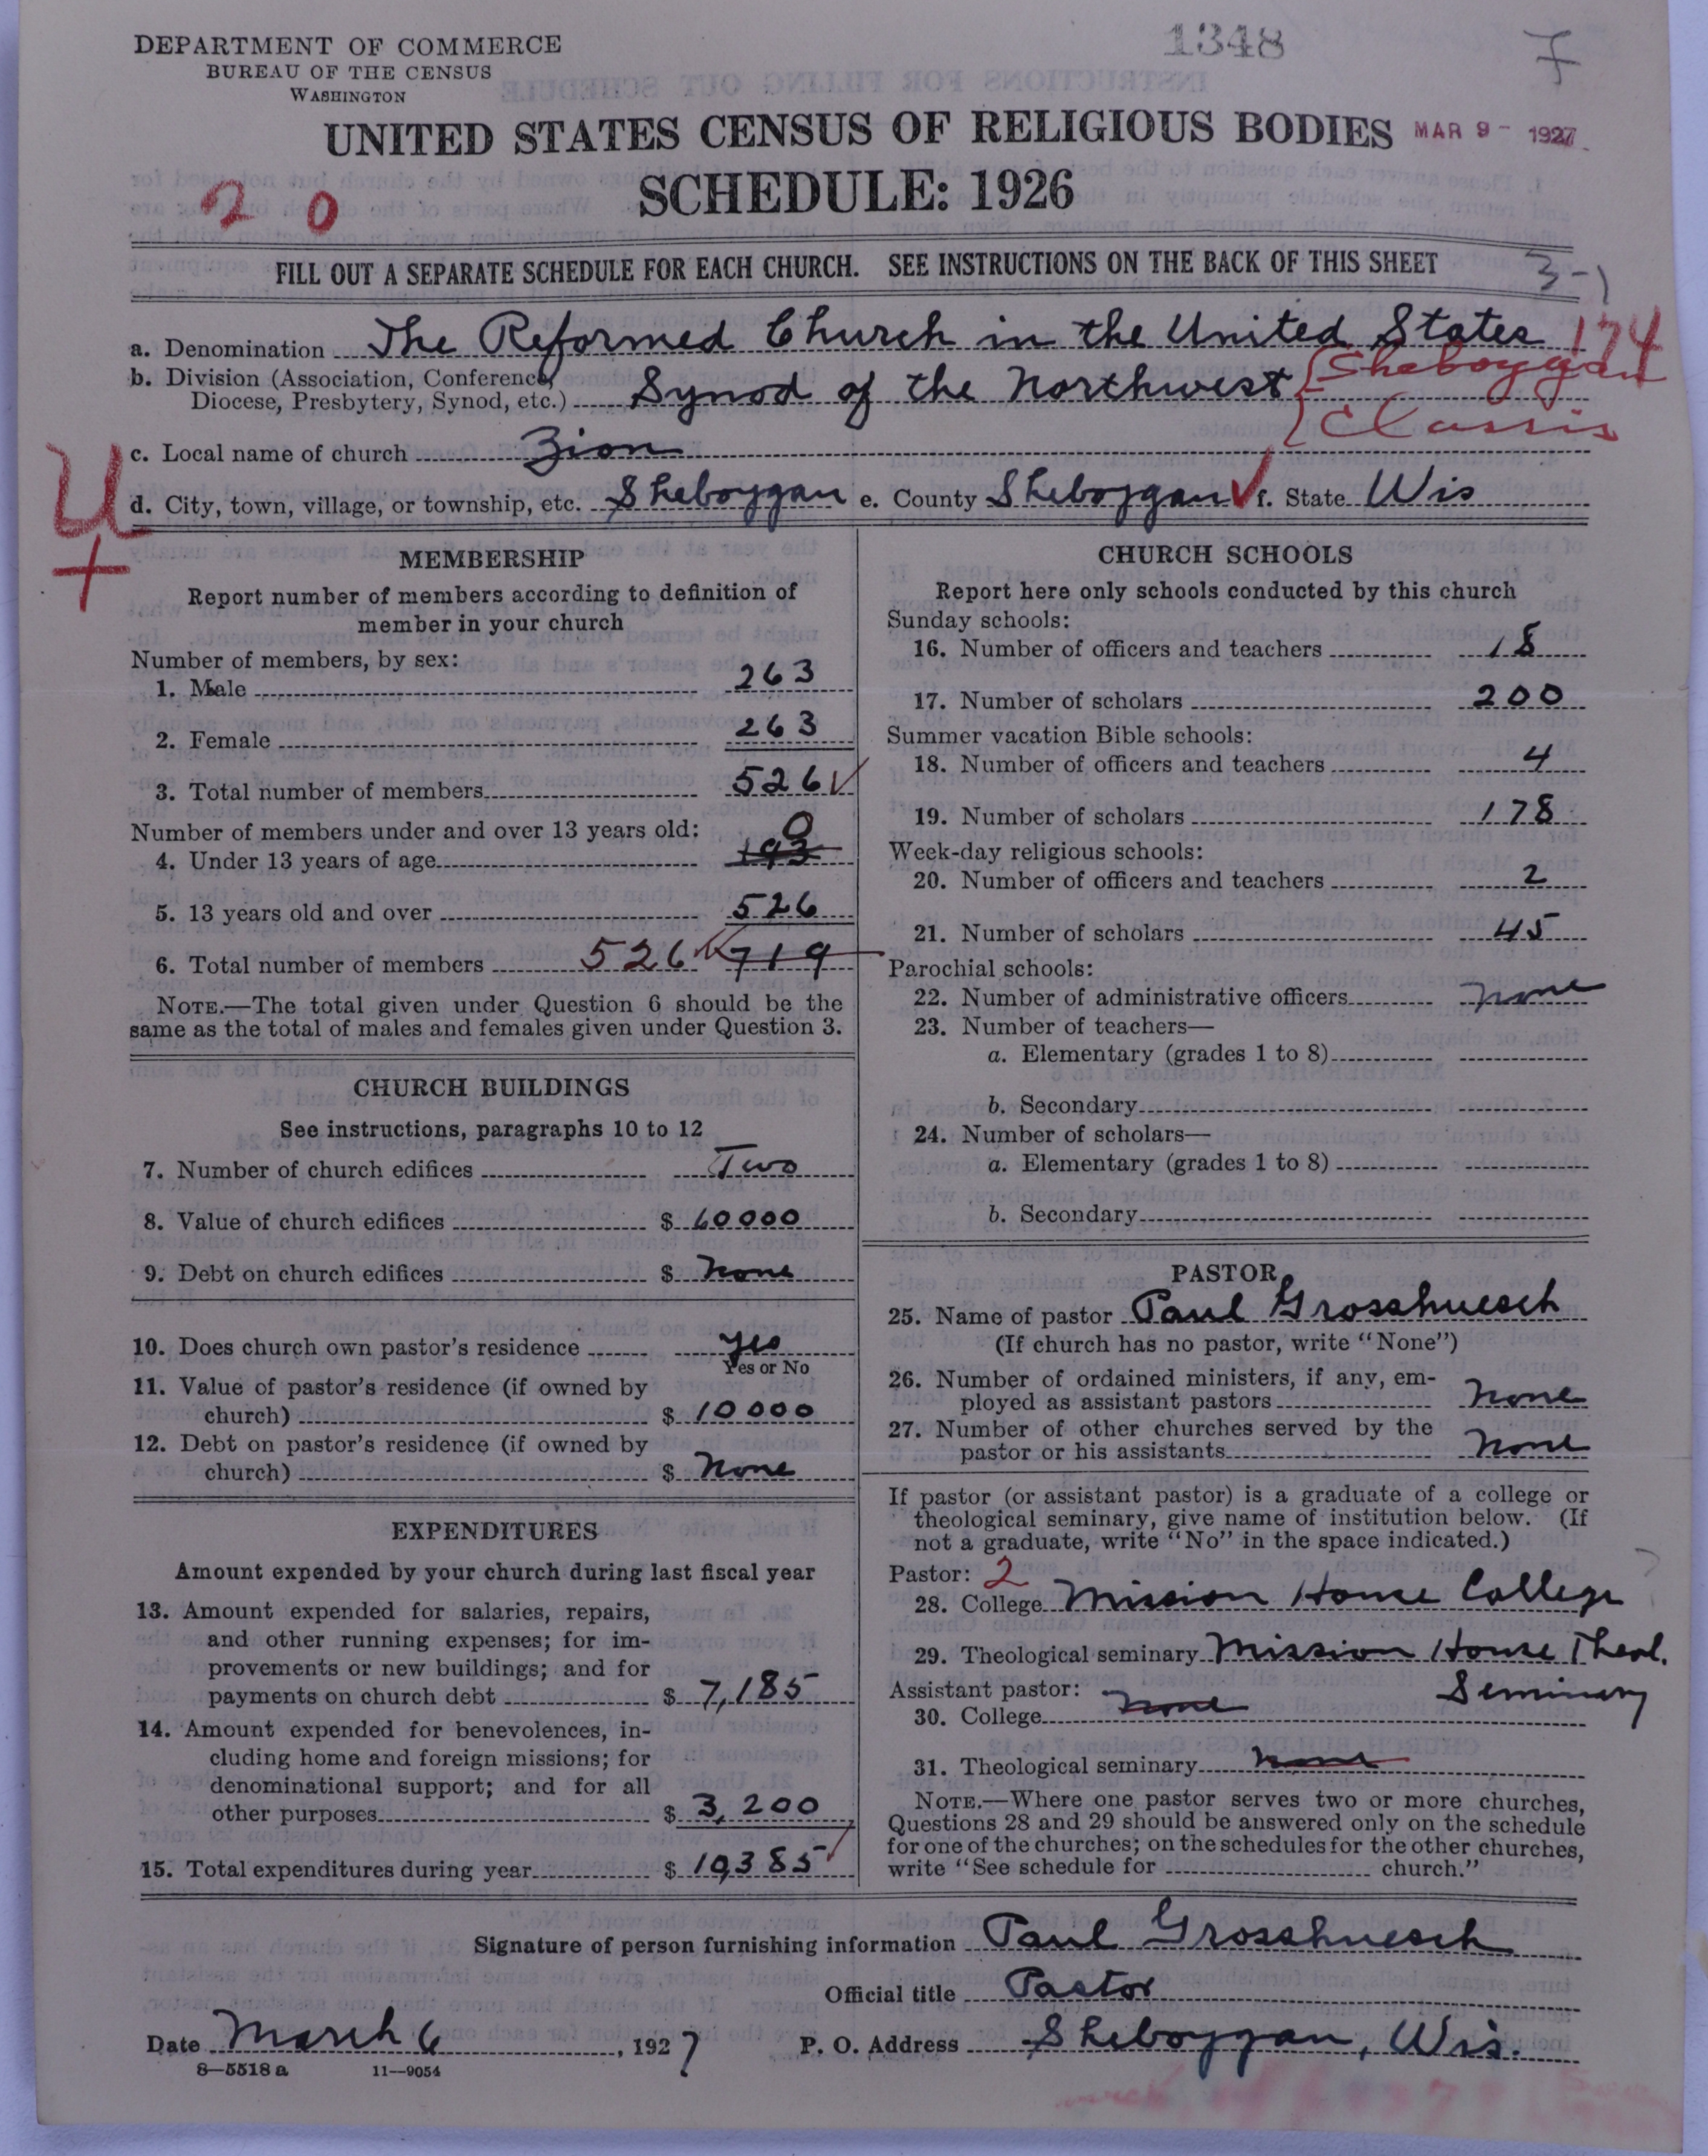 DEPARTMENT OF COMMERCE
BUREAU OF THE CENSUS
WASHINGTON
1348
7
UNITED STATES CENSUS OF RELIGIOUS BODIES
MAR 9 - 1927
SCHEDULE: 1926
2 0
FILL OUT A SEPARATE SCHEDULE FOR EACH CHURCH. SEE INSTRUCTIONS ON THE BACK OF THIS SHEET
3-1
a. Denomination The Reformed Church in the United States 174
b. Division (Association, Conference, Diocese, Presbytery, Synod, etc.) Synod of the Northwest { Sheboygan Classis
c. Local name of church Zion
d. City, town, village, or township, etc. Sheboygan e. County Sheboygan ✓ f. State Wis
U
+
MEMBERSHIP
Report number of members according to definition of
member in your church
Number of members, by sex:
1. Male 263
2. Female 263
3. Total number of members 526 ✓
Number of members under and over 13 years old:
4. Under 13 years of age 193 0
5. 13 years old and over 526
6. Total number of members 526 ✓ 719
NOTE.—The total given under Question 6 should be the
same as the total of males and females given under Question 3.
CHURCH BUILDINGS
See instructions, paragraphs 10 to 12
7. Number of church edifices Two
8. Value of church edifices $ 60000
9. Debt on church edifices $ None
10. Does church own pastor's residence yes
Yes or No
11. Value of pastor's residence (if owned by
church) $ 10000
12. Debt on pastor's residence (if owned by
church) $ None
EXPENDITURES
Amount expended by your church during last fiscal year
13. Amount expended for salaries, repairs,
and other running expenses; for im-
provements or new buildings; and for
payments on church debt $ 7,185
14. Amount expended for benevolences, in-
cluding home and foreign missions; for
denominational support; and for all
other purposes $ 3,200
15. Total expenditures during year $ 10,385 ✓
CHURCH SCHOOLS
Report here only schools conducted by this church
Sunday schools:
16. Number of officers and teachers 18
17. Number of scholars 200
Summer vacation Bible schools:
18. Number of officers and teachers 4
19. Number of scholars 178
Week-day religious schools:
20. Number of officers and teachers 2
21. Number of scholars 45
Parochial schools:
22. Number of administrative officers none
23. Number of teachers—
a. Elementary (grades 1 to 8)
b. Secondary
24. Number of scholars—
a. Elementary (grades 1 to 8)
b. Secondary
PASTOR
25. Name of pastor Paul Grosshuesch
(If church has no pastor, write "None")
26. Number of ordained ministers, if any, em-
ployed as assistant pastors None
27. Number of other churches served by the
pastor or his assistants None
If pastor (or assistant pastor) is a graduate of a college or
theological seminary, give name of institution below. (If
not a graduate, write "No" in the space indicated.)
Pastor: 2
28. College Mission House College
29. Theological seminary Mission House Theol.
Seminary
Assistant pastor:
30. College None
31. Theological seminary None
NOTE.—Where one pastor serves two or more churches,
Questions 28 and 29 should be answered only on the schedule
for one of the churches; on the schedules for the other churches,
write "See schedule for church."
Signature of person furnishing information Paul Grosshuesch
Official title Pastor
Date March 6, 1927 P. O. Address Sheboygan, Wis.
8—5518 a 11—9054